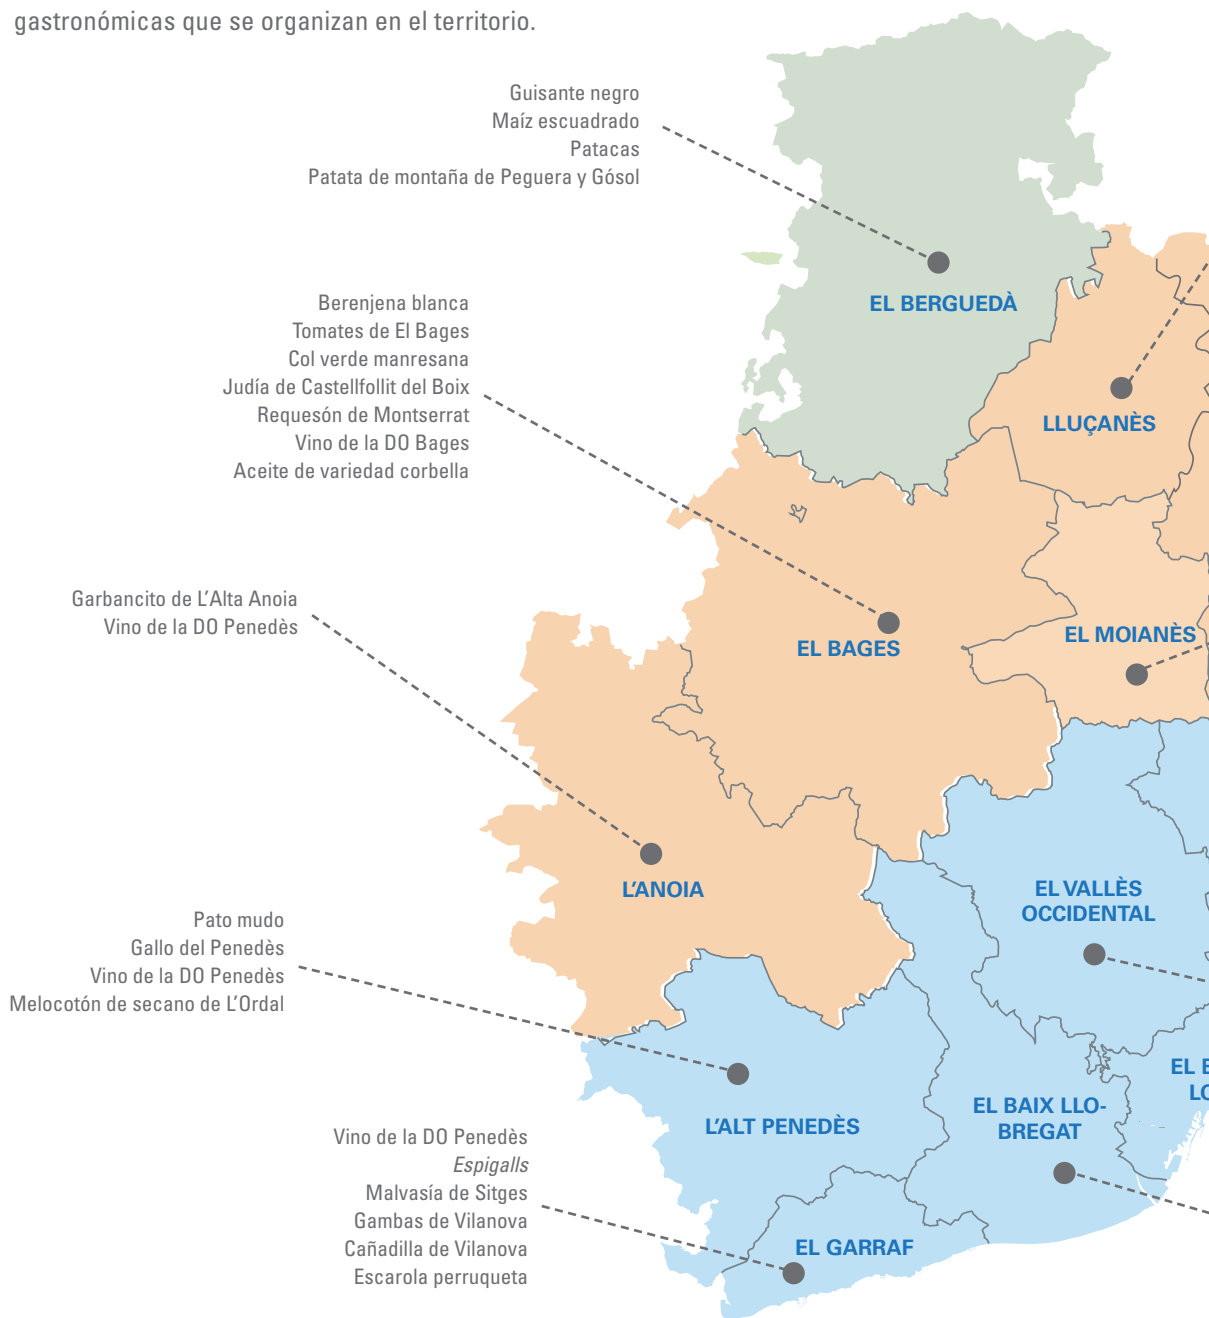 gastronómicas que se organizan en el territorio.
Guisante negro
Maíz escuadrado
Patacas
Patata de montaña de Peguera y Gósol
EL BERGUEDÀ
Berenjena blanca
Tomates de El Bages
Col verde manresana
Judía de Castellfollit del Boix
Requesón de Montserrat
Vino de la DO Bages
Aceite de variedad corbella
LLUÇANÈS
Garbancito de L'Alta Anoia
Vino de la DO Penedès
EL BAGES
EL MOIANÈS
L'ANOIA
EL VALLÈS
OCCIDENTAL
Pato mudo
Gallo del Penedès
Vino de la DO Penedès
Melocotón de secano de L'Ordal
L'ALT PENEDÈS
EL BAIX LLO-
BREGAT
EL
Vino de la DO Penedès
Espigalls
Malvasía de Sitges
Gambas de Vilanova
Cañadilla de Vilanova
Escarola perruqueta
EL GARRAF